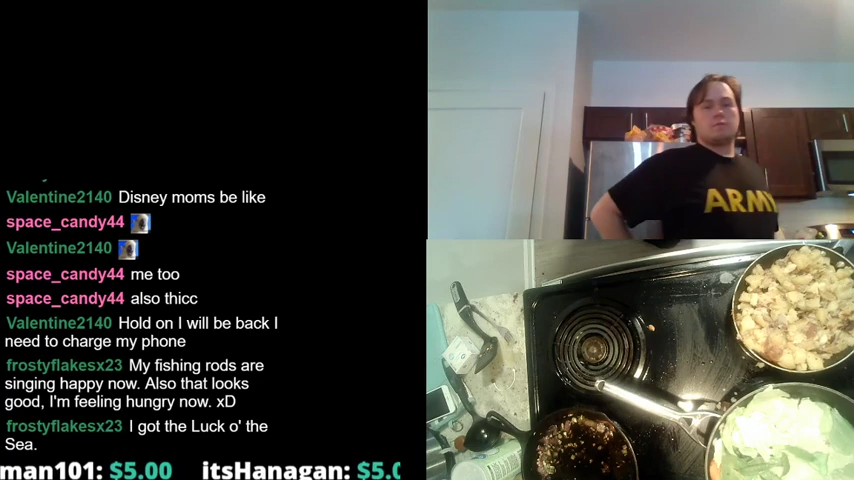 Valentine2140 Disney moms be like
space_candy44
Valentine2140
space_candy44 me too
space_candy44 also thicc
Valentine2140 Hold on I will be back I
need to charge my phone
frostyflakesx23 My fishing rods are
singing happy now. Also that looks
good, I'm feeling hungry now. xD
frostyflakesx23 I got the Luck o' the
Sea.
man101: $5.00 itsHanagan: $5.0
ARMY